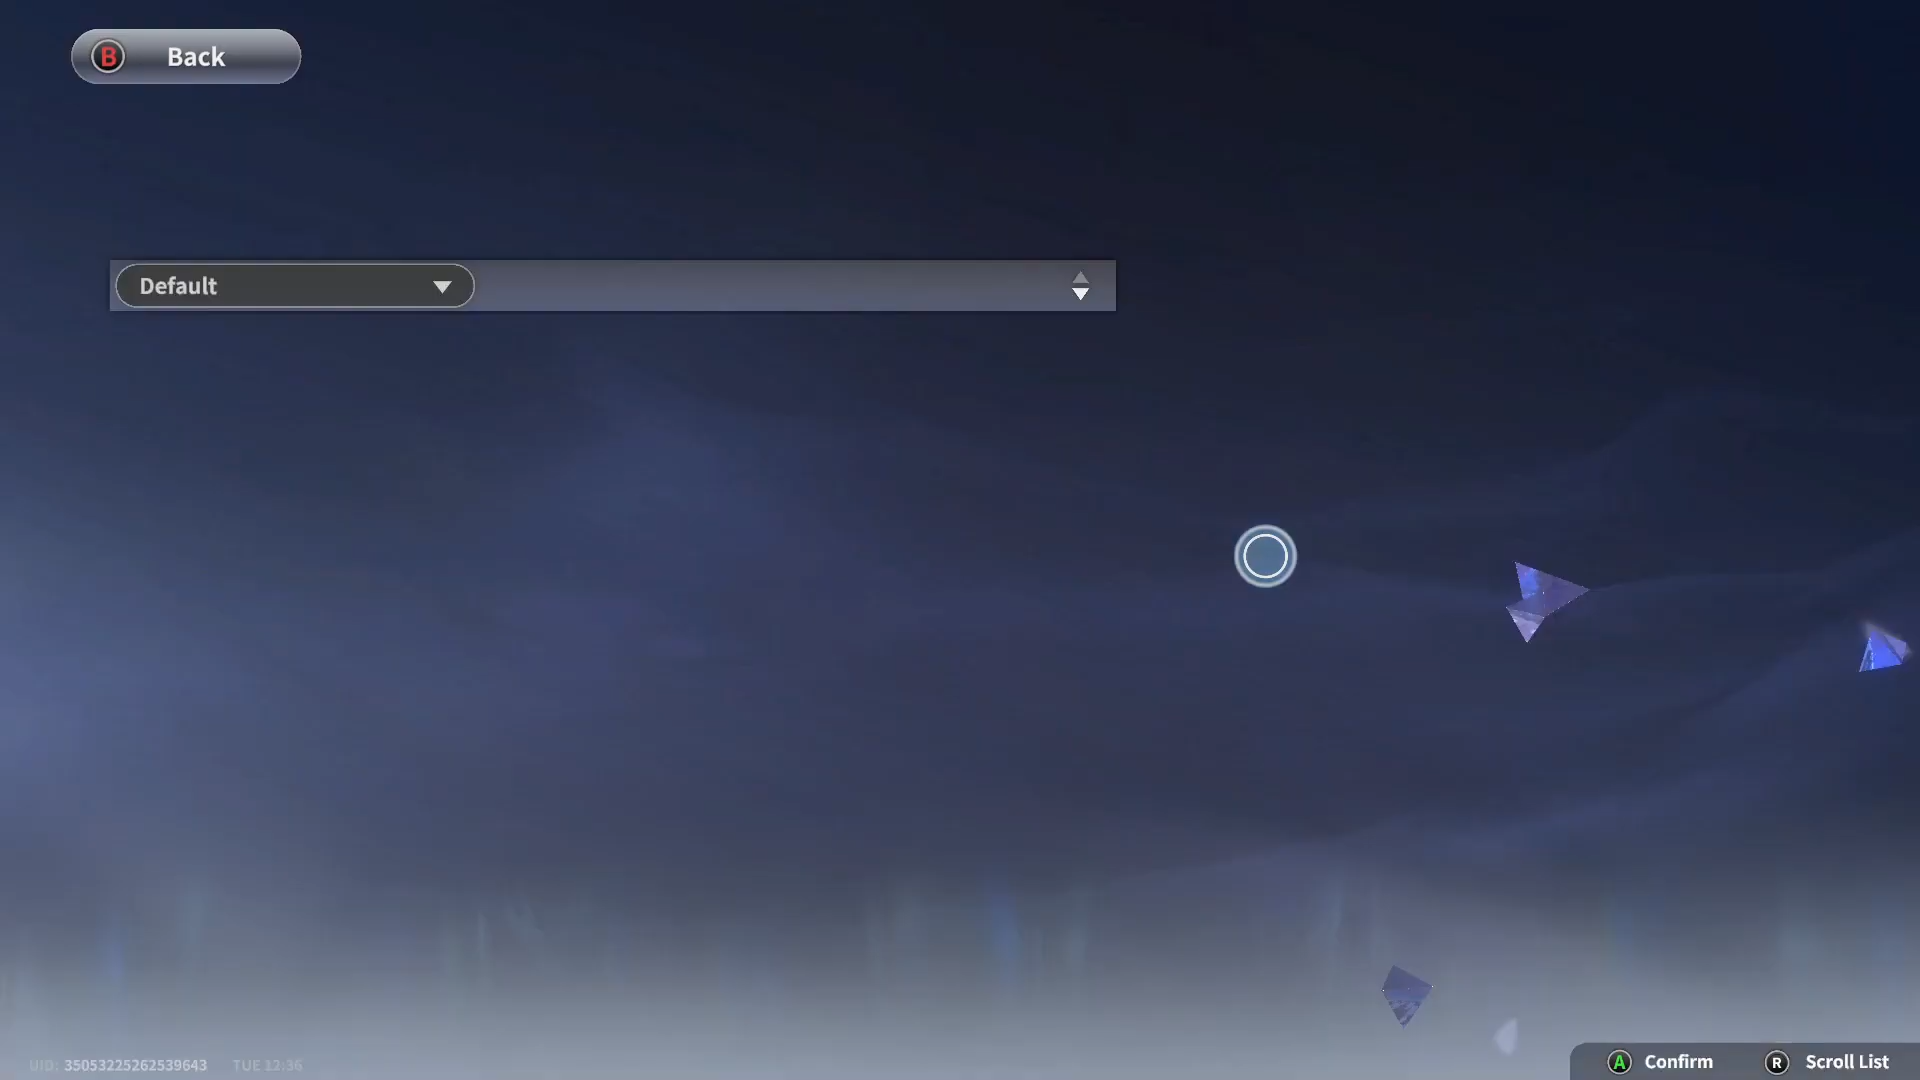 B Back
Default
UID: 35053225262539643 TUE 12:36
A Confirm R Scroll List